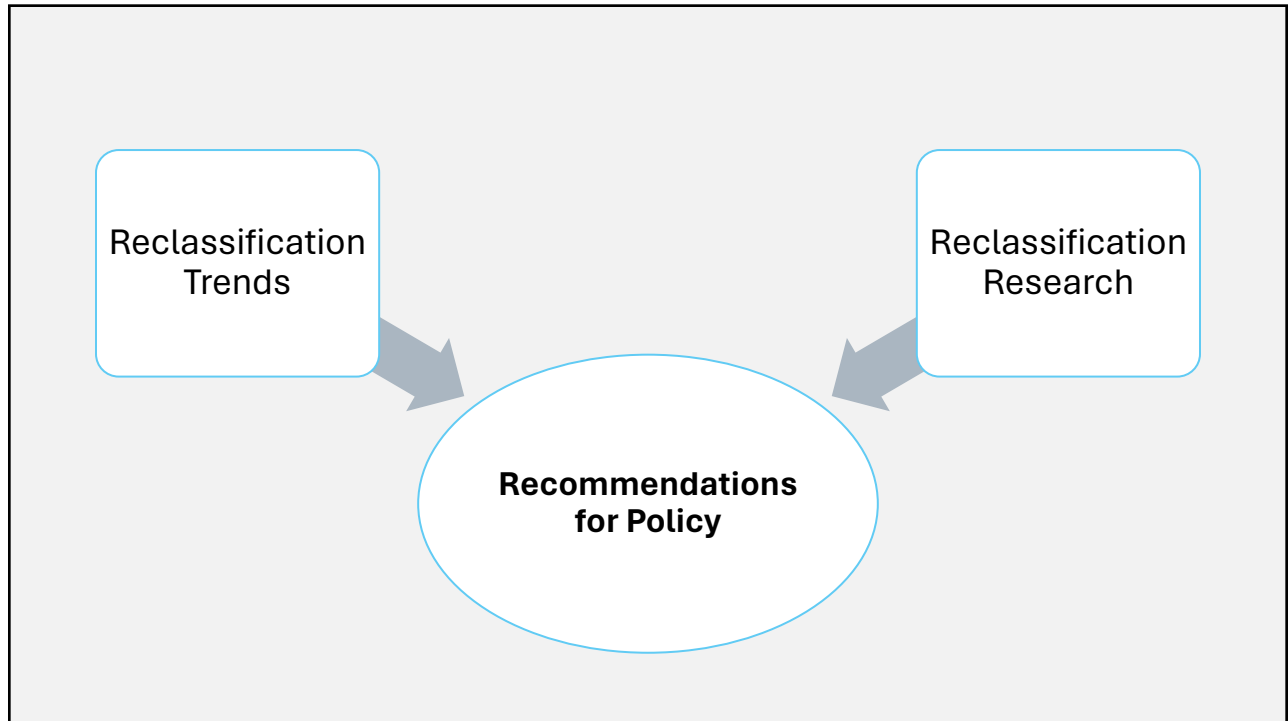 Reclassification
Trends
Reclassification
Research
Recommendations
for Policy